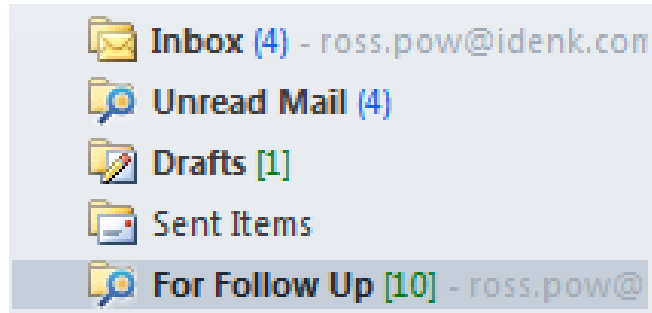 Inbox (4) - ross.pow@idenk.com
Unread Mail (4)
Drafts [1]
Sent Items
For Follow Up [10] - ross.pow@